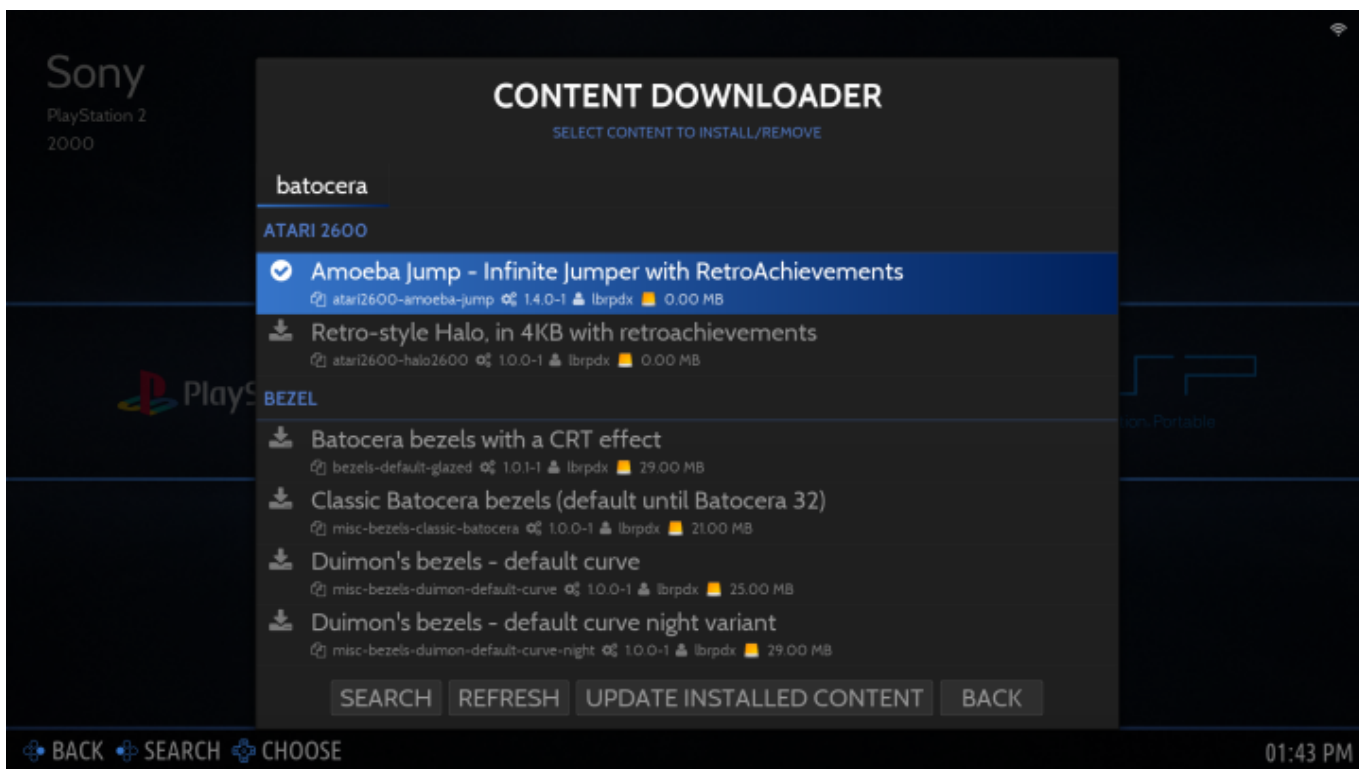 Sony
PlayStation 2
2000
CONTENT DOWNLOADER
SELECT CONTENT TO INSTALL/REMOVE
batocera
ATARI 2600
Amoeba Jump - Infinite Jumper with RetroAchievements
atari2600-amoeba-jump 1.4.0-1 lbrpdx 0.00 MB
Retro-style Halo, in 4KB with retroachievements
atari2600-halo2600 1.0.0-1 lbrpdx 0.00 MB
PlayS
BEZEL
Batocera bezels with a CRT effect
bezels-default-glazed 1.0.1-1 lbrpdx 29.00 MB
Classic Batocera bezels (default until Batocera 32)
misc-bezels-classic-batocera 1.0.0-1 lbrpdx 21.00 MB
Duimon's bezels - default curve
misc-bezels-duimon-default-curve 1.0.0-1 lbrpdx 25.00 MB
Duimon's bezels - default curve night variant
misc-bezels-duimon-default-curve-night 1.0.0-1 lbrpdx 29.00 MB
SEARCH REFRESH UPDATE INSTALLED CONTENT BACK
BACK SEARCH CHOOSE
01:43 PM